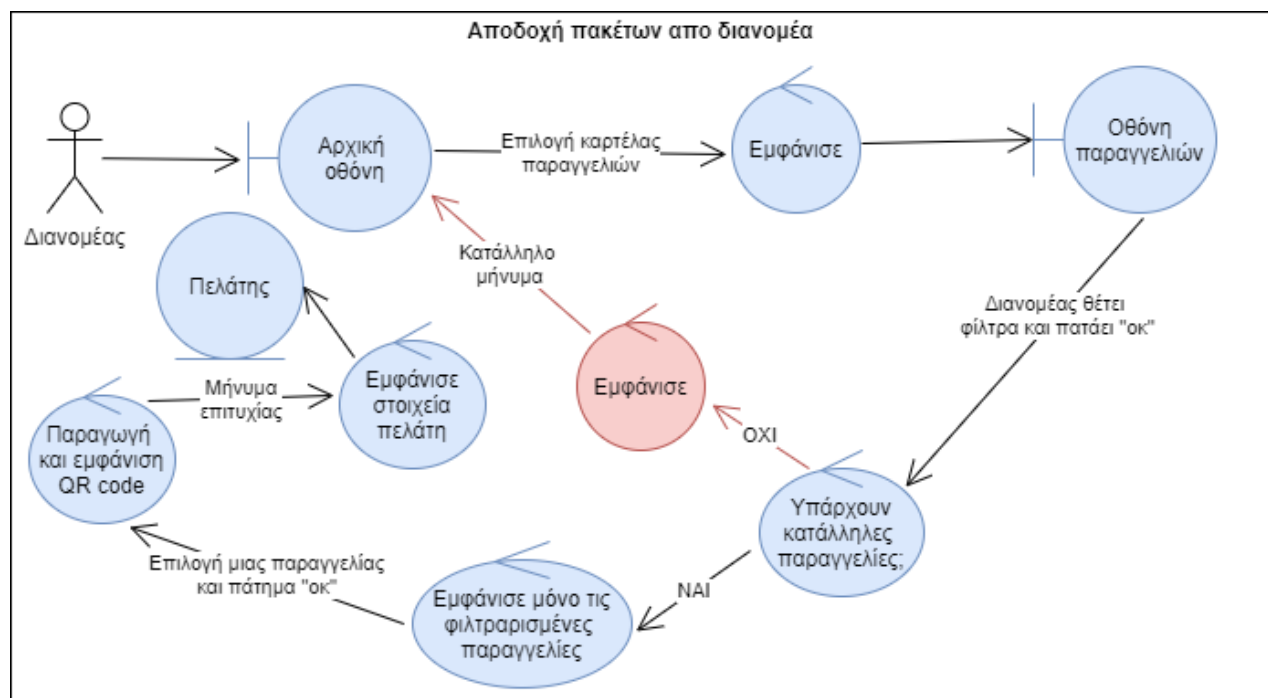 Αποδοχή πακέτων απο διανομέα
Διανομέας
Αρχική
οθόνη
Επιλογή καρτέλας
παραγγελιών
Εμφάνισε
Οθόνη
παραγγελιών
Διανομέας θέτει
φίλτρα και πατάει "οκ"
Υπάρχουν
κατάλληλες
παραγγελίες;
ΟΧΙ
Εμφάνισε
Κατάλληλο
μήνυμα
ΝΑΙ
Εμφάνισε μόνο τις
φιλτραρισμένες
παραγγελίες
Επιλογή μιας παραγγελίας
και πάτημα "οκ"
Παραγωγή
και εμφάνιση
QR code
Μήνυμα
επιτυχίας
Εμφάνισε
στοιχεία
πελάτη
Πελάτης